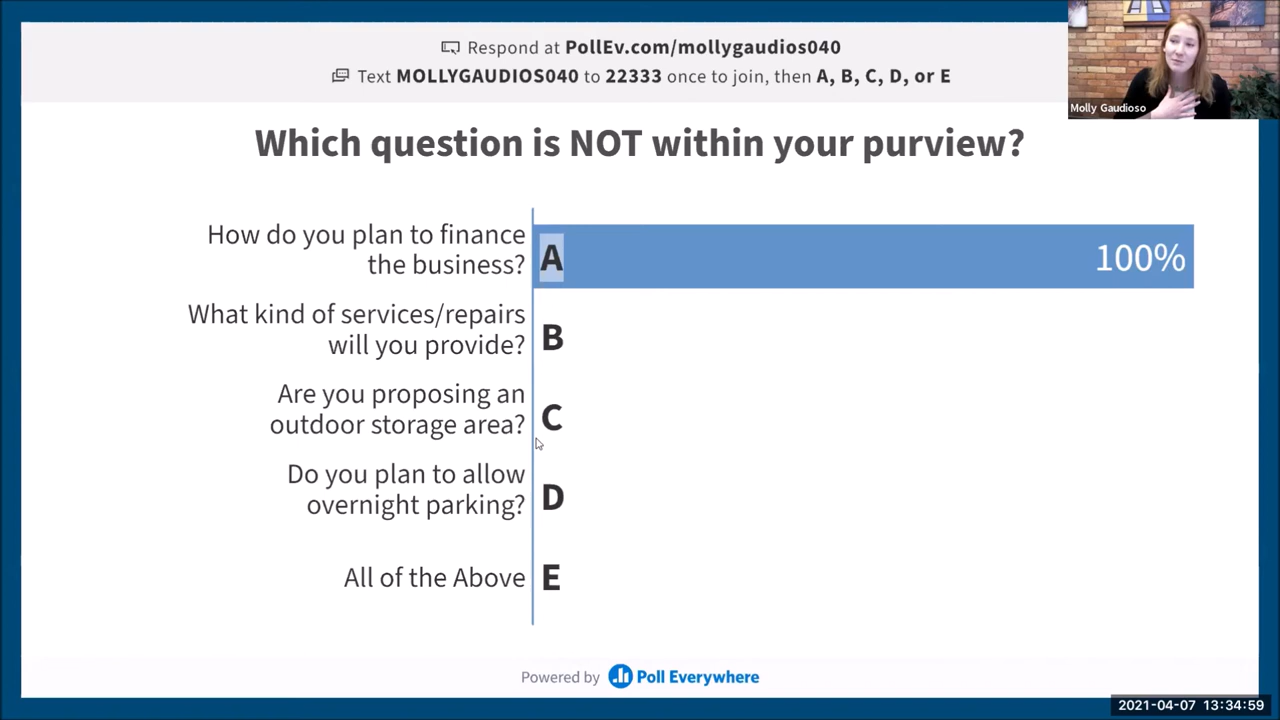 Respond at PollEv.com/mollygaudios040
Text MOLLYGAUDIOS040 to 22333 once to join, then A, B, C, D, or E
Molly Gaudioso
Which question is NOT within your purview?
How do you plan to finance
the business?
A
100%
What kind of services/repairs
will you provide?
B
Are you proposing an
outdoor storage area?
C
Do you plan to allow
overnight parking?
D
All of the Above
E
Powered by Poll Everywhere
2021-04-07 13:34:59